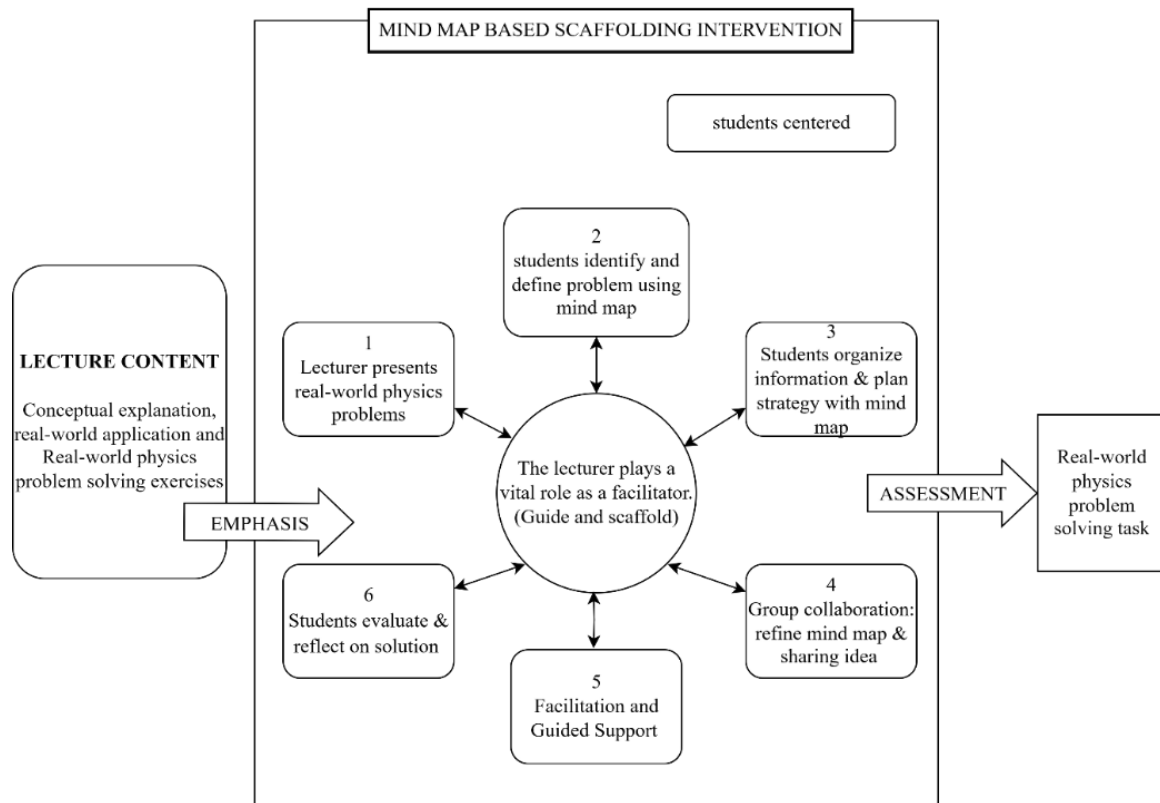 MIND MAP BASED SCAFFOLDING INTERVENTION
students centered
LECTURE CONTENT
Conceptual explanation,
real-world application and
Real-world physics
problem solving exercises
EMPHASIS
1
Lecturer presents
real-world physics
problems
2
students identify and
define problem using
mind map
3
Students organize
information & plan
strategy with mind
map
The lecturer plays a
vital role as a facilitator.
(Guide and scaffold)
4
Group collaboration:
refine mind map &
sharing idea
5
Facilitation and
Guided Support
6
Students evaluate &
reflect on solution
ASSESSMENT
Real-world
physics
problem
solving task